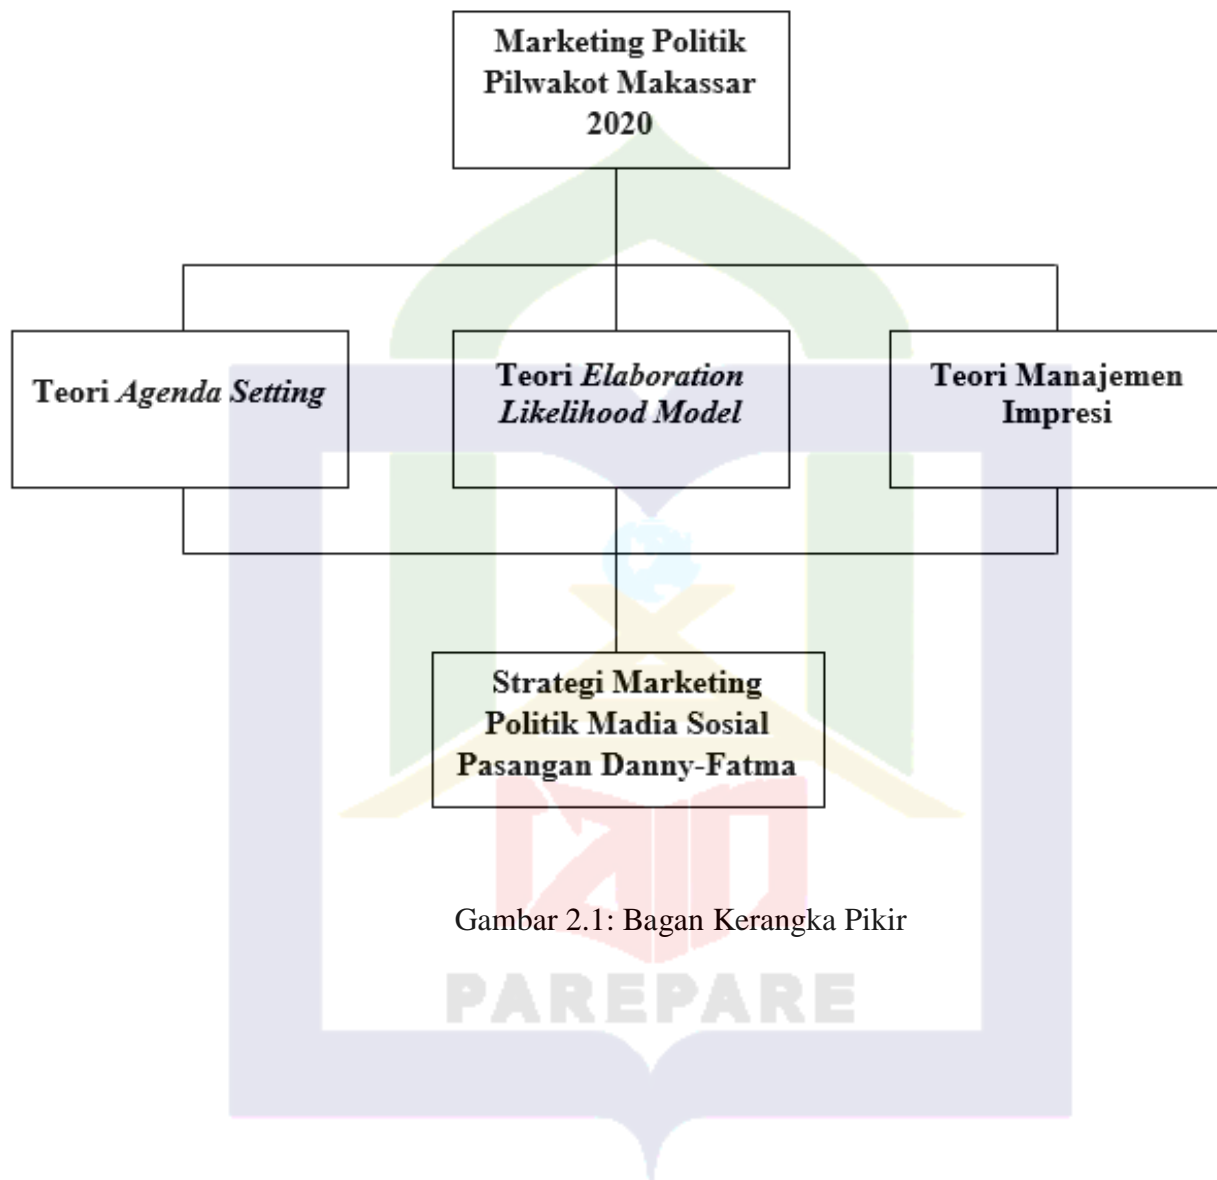 Marketing Politik
Pilwakot Makassar
2020
Teori Agenda Setting
Teori Elaboration
Likelihood Model
Teori Manajemen
Impresi
Strategi Marketing
Politik Madia Sosial
Pasangan Danny-Fatma
Gambar 2.1: Bagan Kerangka Pikir
PAREPARE